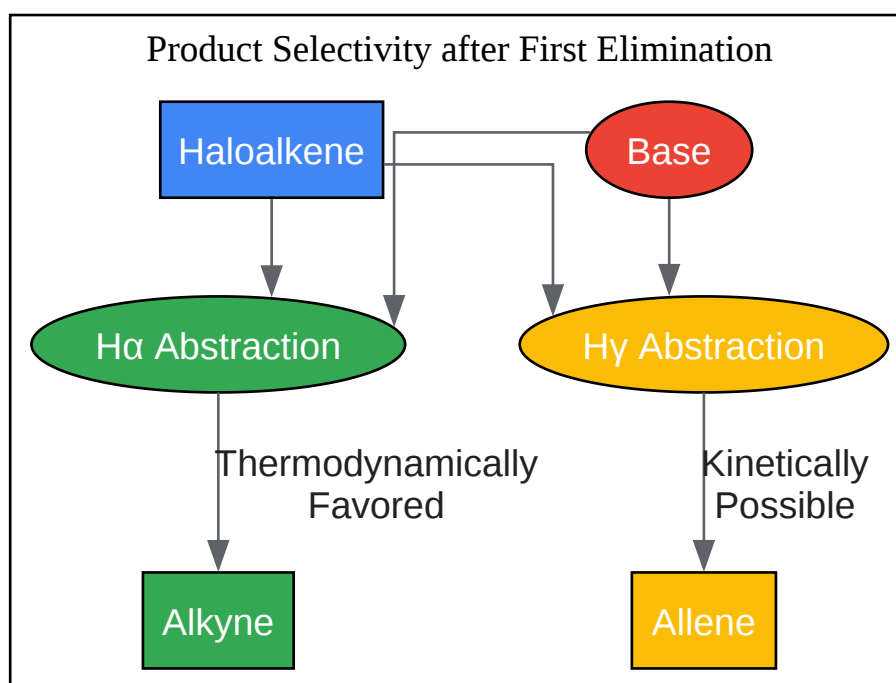 Product Selectivity after First Elimination
Haloalkene
Base
Hα Abstraction
Hγ Abstraction
Thermodynamically
Favored
Kinetically
Possible
Alkyne
Allene